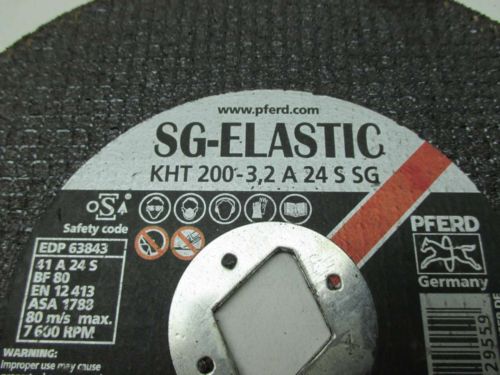 www.pferd.com
SG-ELASTIC
KHT 200-3,2 A 24 S SG
oSA
Safety code
EDP 63843
41 A 24 S
BF 80
EN 12 413
ASA 1788
80 m/s max.
7 600 RPM
WARNING:
Improper use may cause
PFERD
Germany
29559